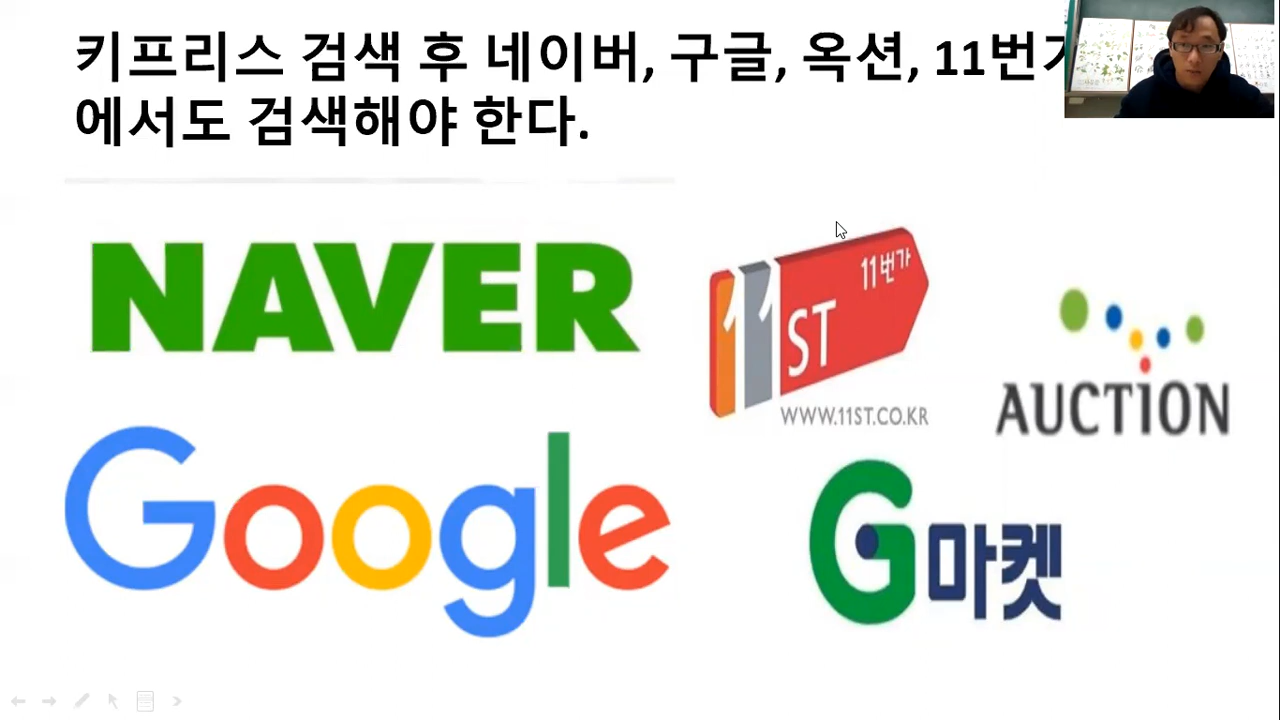 키프리스 검색 후 네이버, 구글, 옥션, 11번가
에서도 검색해야 한다.
NAVER
11번가
11ST
WWW.11ST.CO.KR
AUCTION
Google
G마켓